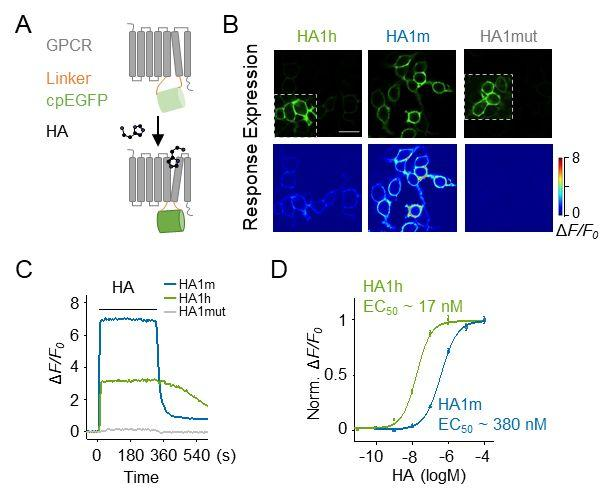 A
GPCR
Linker
cpEGFP
HA
B
HA1h
HA1m
HA1mut
Expression
Response
8
0
ΔF/F0
C
HA
HA1m
HA1h
HA1mut
ΔF/F0
8
6
4
2
0
0 180 360 540 (s)
Time
D
HA1h
EC50 ~ 17 nM
Norm. ΔF/F0
1
0.5
0
HA1m
EC50 ~ 380 nM
−10 −8 −6 −4
HA (logM)